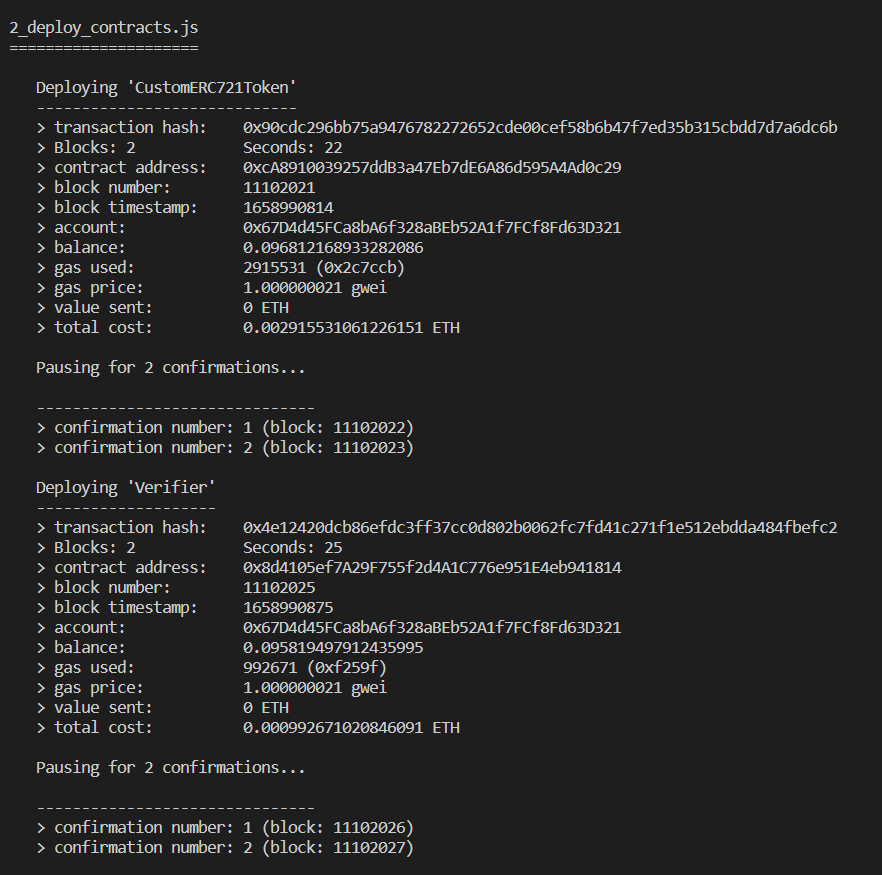 2_deploy_contracts.js
=====================
Deploying 'CustomERC721Token'
-----------------------------
> transaction hash: 0x90cdc296bb75a9476782272652cde00cef58b6b47f7ed35b315cbdd7d7a6dc6b
> Blocks: 2 Seconds: 22
> contract address: 0xcA8910039257ddB3a47Eb7dE6A86d595A4Ad0c29
> block number: 11102021
> block timestamp: 1658990814
> account: 0x67D4d45FCa8bA6f328aBEb52A1f7FCf8Fd63D321
> balance: 0.096812168933282086
> gas used: 2915531 (0x2c7ccb)
> gas price: 1.000000021 gwei
> value sent: 0 ETH
> total cost: 0.002915531061226151 ETH
Pausing for 2 confirmations...
-------------------------------
> confirmation number: 1 (block: 11102022)
> confirmation number: 2 (block: 11102023)
Deploying 'Verifier'
--------------------
> transaction hash: 0x4e12420dcb86efdc3ff37cc0d802b0062fc7fd41c271f1e512ebdda484fbefc2
> Blocks: 2 Seconds: 25
> contract address: 0x8d4105ef7A29F755f2d4A1C776e951E4eb941814
> block number: 11102025
> block timestamp: 1658990875
> account: 0x67D4d45FCa8bA6f328aBEb52A1f7FCf8Fd63D321
> balance: 0.095819497912435995
> gas used: 992671 (0xf259f)
> gas price: 1.000000021 gwei
> value sent: 0 ETH
> total cost: 0.000992671020846091 ETH
Pausing for 2 confirmations...
-------------------------------
> confirmation number: 1 (block: 11102026)
> confirmation number: 2 (block: 11102027)